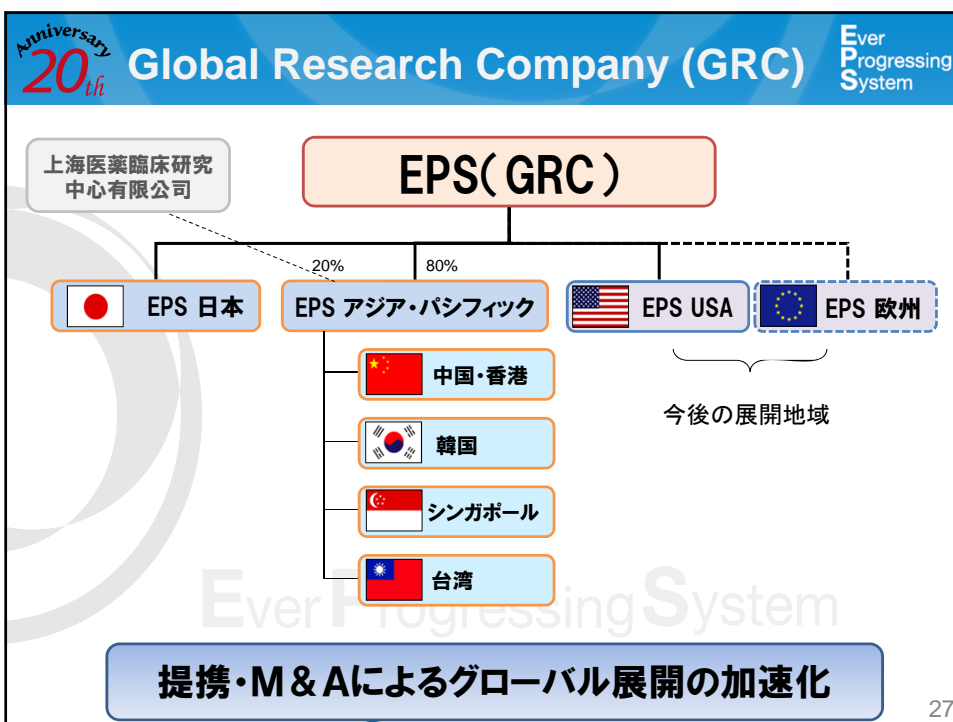 Anniversary
20th
Global Research Company (GRC)
Ever
Progressing
System
上海医薬臨床研究
中心有限公司
EPS(GRC)
20%
80%
EPS 日本
EPS アジア・パシフィック
EPS USA
EPS 欧州
中国・香港
今後の展開地域
韓国
シンガポール
台湾
Ever Progressing System
提携・M&Aによるグローバル展開の加速化
27